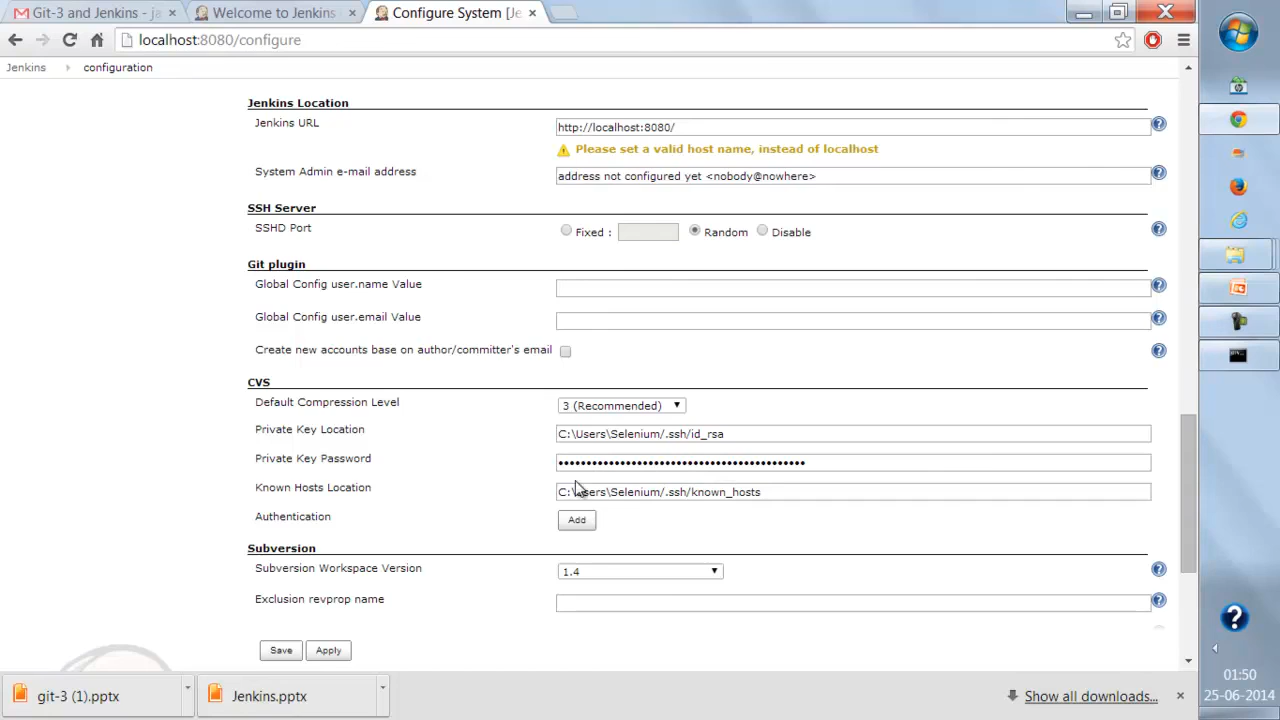 Git-3 and Jenkins - ja
Welcome to Jenkins
Configure System [Je
localhost:8080/configure
Jenkins
configuration
Jenkins Location
Jenkins URL
http://localhost:8080/
Please set a valid host name, instead of localhost
System Admin e-mail address
address not configured yet <nobody@nowhere>
SSH Server
SSHD Port
Fixed :
Random
Disable
Git plugin
Global Config user.name Value
Global Config user.email Value
Create new accounts base on author/committer's email
CVS
Default Compression Level
3 (Recommended)
Private Key Location
C:\Users\Selenium/.ssh/id_rsa
Private Key Password
Known Hosts Location
C:\Users\Selenium/.ssh/known_hosts
Authentication
Add
Subversion
Subversion Workspace Version
1.4
Exclusion revprop name
Save
Apply
git-3 (1).pptx
Jenkins.pptx
Show all downloads...
01:50
25-06-2014